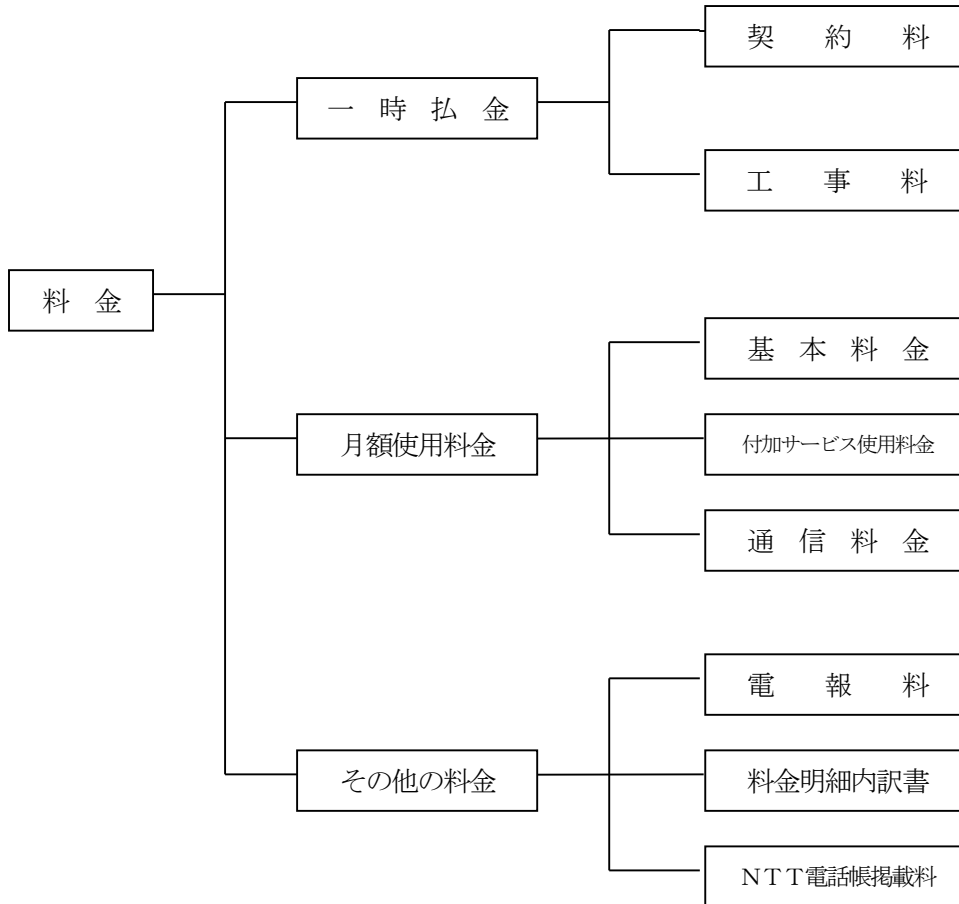 料金
一時払金
契約料
工事料
月額使用料金
基本料金
付加サービス使用料金
通信料金
その他の料金
電報料
料金明細内訳書
ＮＴＴ電話帳掲載料